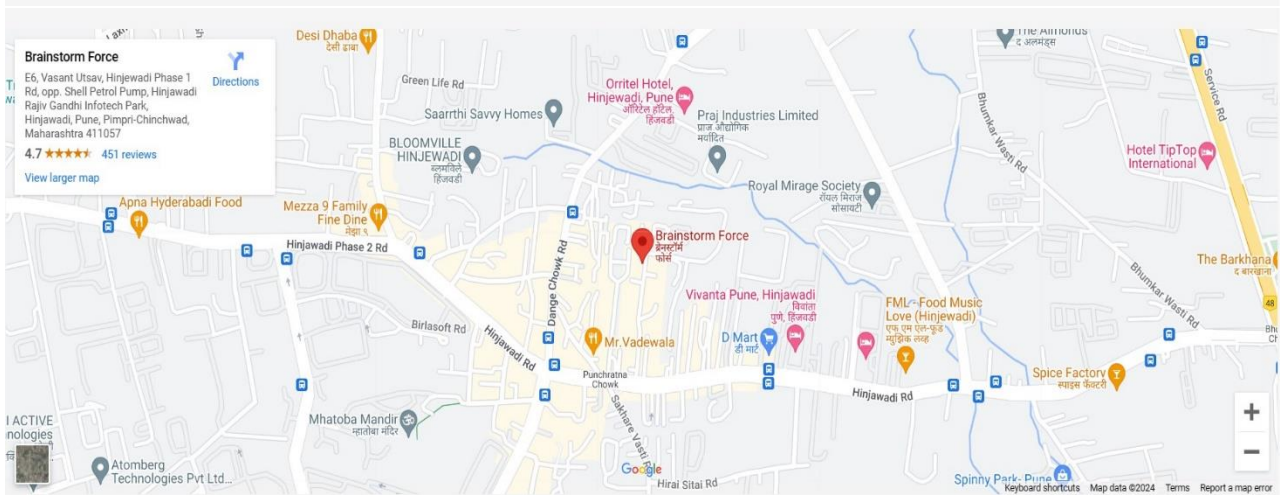 Brainstorm Force
E6, Vasant Utsav, Hinjewadi Phase 1
Rd, opp. Shell Petrol Pump, Hinjawadi
Rajiv Gandhi Infotech Park,
Hinjawadi, Pune, Pimpri-Chinchwad,
Maharashtra 411057
4.7
451 reviews
View larger map
Directions
Desi Dhaba
देसी ढाबा
Green Life Rd
Saarrthi Savvy Homes
BLOOMVILLE
HINJEWADI
ब्लूमविले
हिंजवडी
Orritel Hotel,
Hinjewadi, Pune
ऑरिटेल हॉटेल,
हिंजवडी
Praj Industries Limited
प्राज औद्योगिक
मर्यादित
द अलमंड्स
Service Rd
Bhumkar Wasti Rd
Hotel TipTop
International
Royal Mirage Society
रॉयल मिराज
सोसायटी
Apna Hyderabadi Food
Mezza 9 Family
Fine Dine
मेझा ९
Hinjawadi Phase 2 Rd
Dange Chowk Rd
Brainstorm Force
ब्रेनस्टॉर्म
फोर्स
The Barkhana
द बारखाना
Bhumkar Wasti Rd
48
Birlasoft Rd
Hinjawadi Rd
Vivanta Pune, Hinjawadi
विवांता
पुणे, हिंजवडी
FML - Food Music
Love (Hinjewadi)
एफ एम एल-फूड
म्युझिक लव्ह
Mr.Vadewala
D Mart
डी मार्ट
Punchratna
Chowk
Hinjawadi Rd
Spice Factory
स्पाइस फॅक्टरी
Mhatoba Mandir
म्हातोबा मंदिर
Sakhare Vasti Rd
Atomberg
Technologies Pvt Ltd...
Google
Hirai Sitai Rd
Spinny Park- Pune
Keyboard shortcuts Map data ©2024 Terms Report a map error